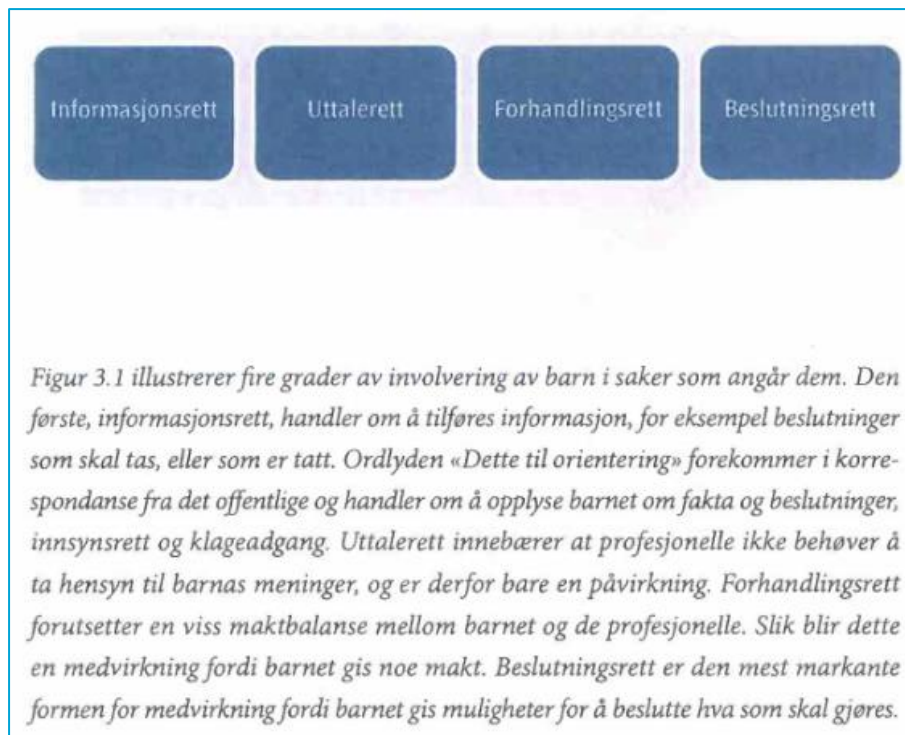 Informasjonsrett Uttalerett Forhandlingsrett Beslutningsrett
Figur 3.1 illustrerer fire grader av involvering av barn i saker som angår dem. Den
første, informasjonsrett, handler om å tilføres informasjon, for eksempel beslutninger
som skal tas, eller som er tatt. Ordlyden «Dette til orientering» forekommer i korre-
spondanse fra det offentlige og handler om å opplyse barnet om fakta og beslutninger,
innsynsrett og klageadgang. Uttalerett innebærer at profesjonelle ikke behøver å
ta hensyn til barnas meninger, og er derfor bare en påvirkning. Forhandlingsrett
forutsetter en viss maktbalanse mellom barnet og de profesjonelle. Slik blir dette
en medvirkning fordi barnet gis noe makt. Beslutningsrett er den mest markante
formen for medvirkning fordi barnet gis muligheter for å beslutte hva som skal gjøres.